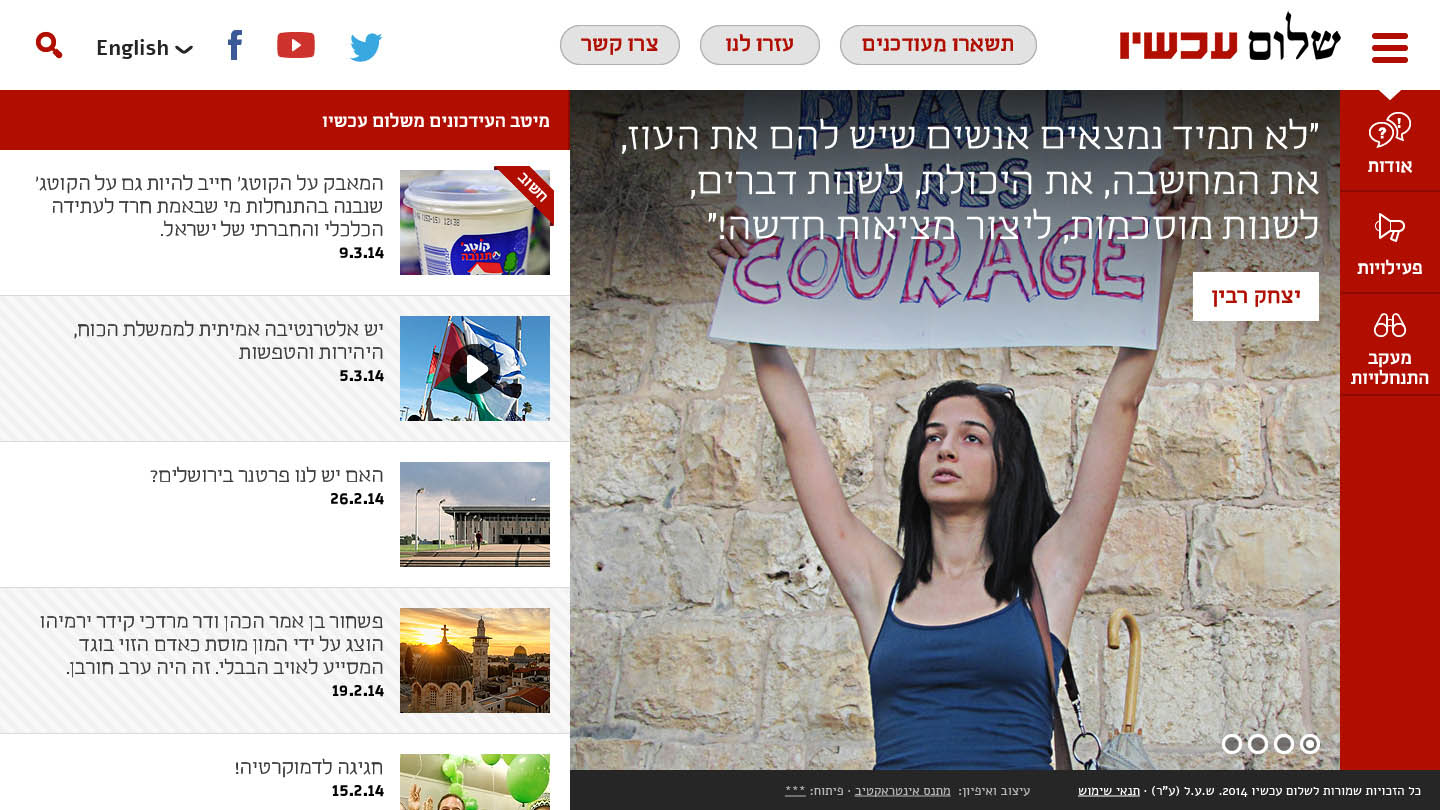 שלום עכשיו
תשארו מעודכנים
עזרו לנו
צרו קשר
English
אודות
פעילויות
מעקב
התנחלויות
PEACE
TAKES
COURAGE
"לא תמיד נמצאים אנשים שיש להם את העוז,
את המחשבה, את היכולת, לשנות דברים,
לשנות מוסכמות, ליצור מציאות חדשה!"
יצחק רבין
מיטב העידכונים משלום עכשיו
חשוב
קוטג'
תנובה
המאבק על הקוטג' חייב להיות גם על הקוטג'
שנבנה בהתנחלות מי שבאמת חרד לעתידה
הכלכלי והחברתי של ישראל.
9.3.14
יש אלטרנטיבה אמיתית לממשלת הכוח,
היהירות והטפשות
5.3.14
האם יש לנו פרטנר בירושלים?
26.2.14
פשחור בן אמר הכהן ודר מרדכי קידר ירמיהו
הוצג על ידי המון מוסת כאדם הזוי בוגד
המסייע לאויב הבבלי. זה היה ערב חורבן.
19.2.14
חגיגה לדמוקרטיה!
15.2.14
כל הזכויות שמורות לשלום עכשיו 2014. ש.ע.ל (ע"ר) · תנאי שימוש
עיצוב ואיפיון: מתנס אינטראקטיב · פיתוח: ***